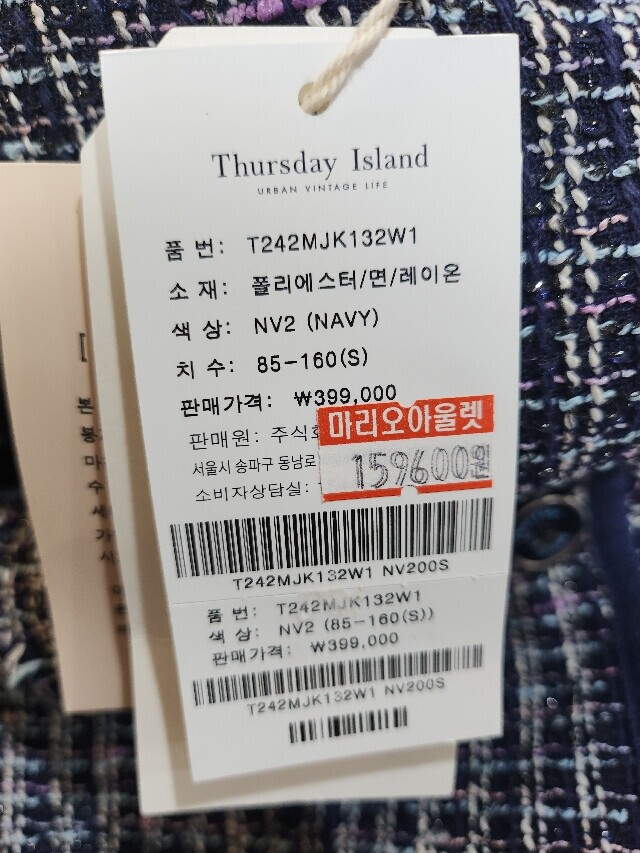 Thursday Island
URBAN VINTAGE LIFE
품 번: T242MJK132W1
소 재: 폴리에스터/면/레이온
색 상: NV2 (NAVY)
치 수: 85-160(S)
판매가격: ₩399,000
마리오아울렛
159600원
판매원: 주식회
서울시 송파구 동남로
소비자상담실:
T242MJK132W1 NV200S
품 번: T242MJK132W1
색 상: NV2 (85-160(S))
판매가격: ₩399,000
T242MJK132W1 NV200S